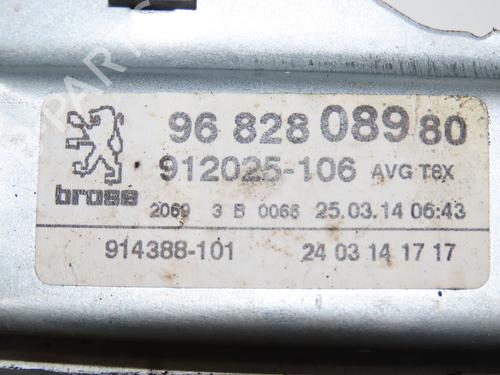 96 828 089 80
912025-106 AVG T8X
brose
2069 3 B 0066 25.03.14 06:43
914388-101 24 03 14 17 17